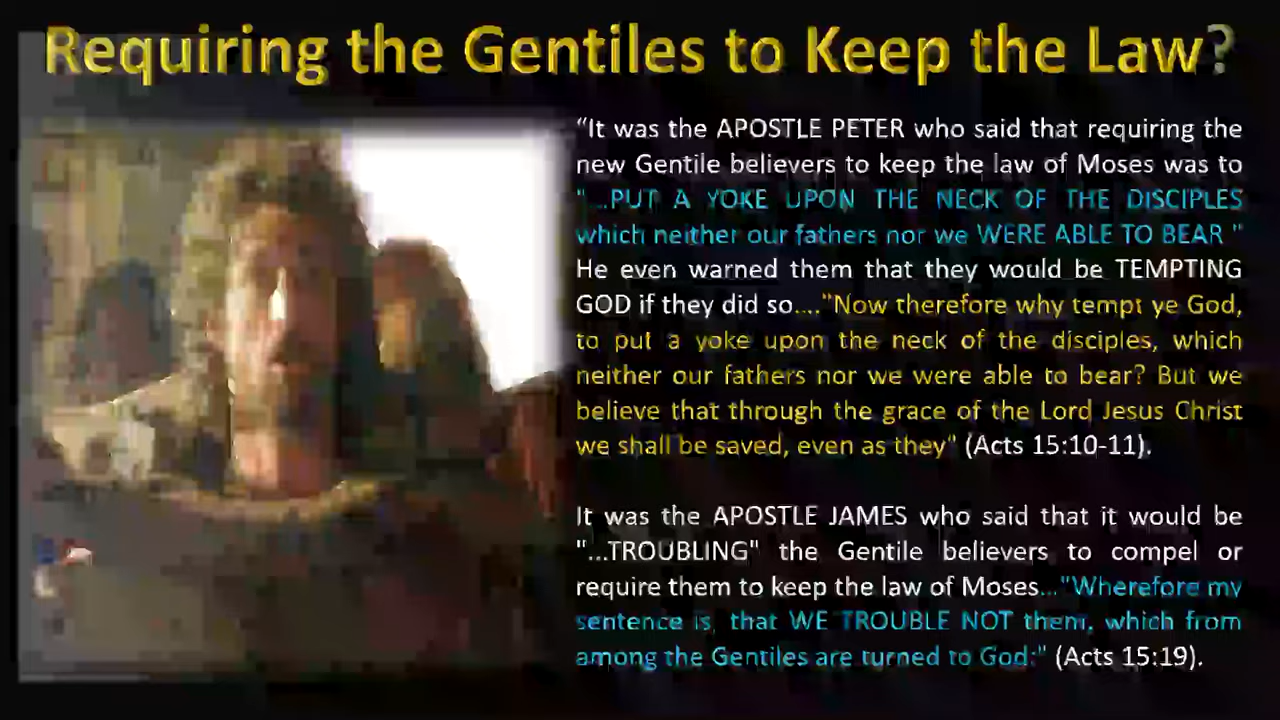 Requiring the Gentiles to Keep the Law?
“It was the APOSTLE PETER who said that requiring the
new Gentile believers to keep the law of Moses was to
"...PUT A YOKE UPON THE NECK OF THE DISCIPLES
which neither our fathers nor we WERE ABLE TO BEAR "
He even warned them that they would be TEMPTING
GOD if they did so...."Now therefore why tempt ye God,
to put a yoke upon the neck of the disciples, which
neither our fathers nor we were able to bear? But we
believe that through the grace of the Lord Jesus Christ
we shall be saved, even as they" (Acts 15:10-11).
It was the APOSTLE JAMES who said that it would be
"...TROUBLING" the Gentile believers to compel or
require them to keep the law of Moses..."Wherefore my
sentence is, that WE TROUBLE NOT them, which from
among the Gentiles are turned to God:" (Acts 15:19).